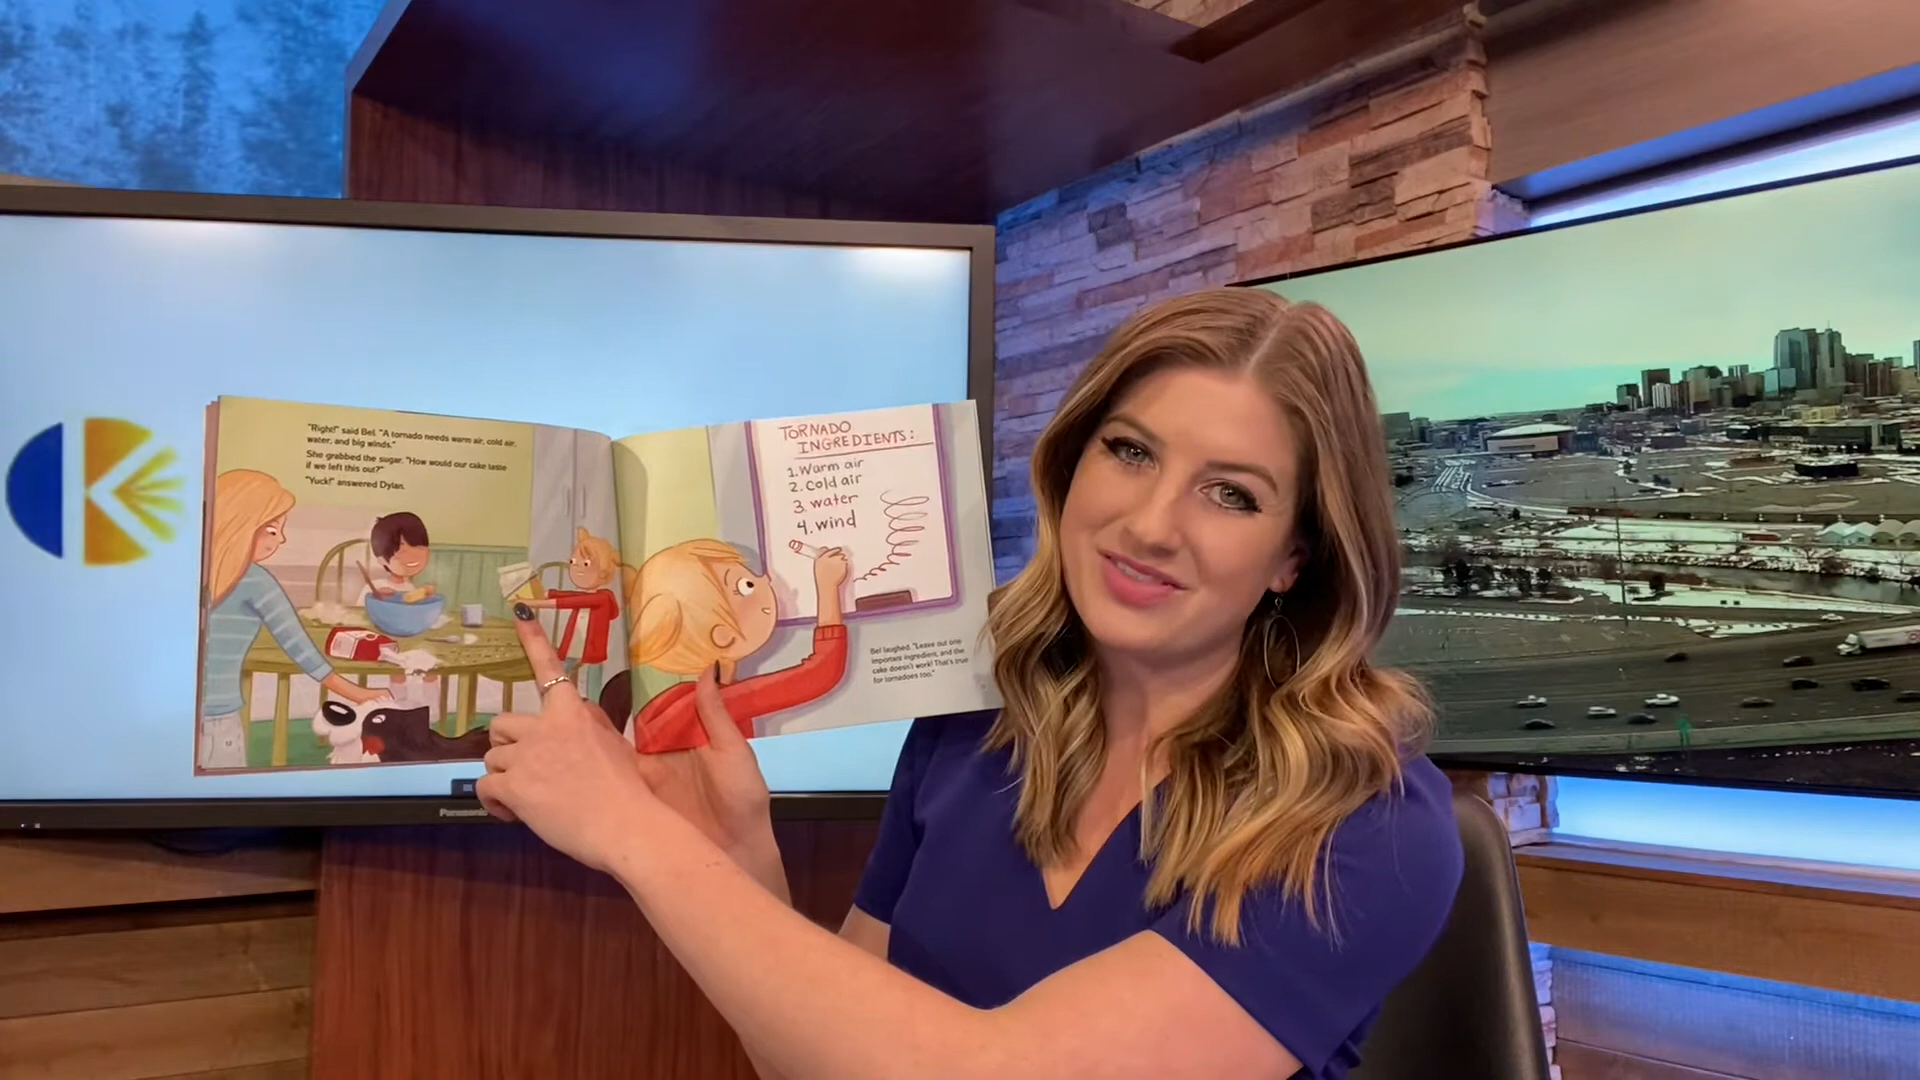 "Right!" said Bel. "A tornado needs warm air, cold air,
water, and big winds."
She grabbed the sugar. "How would our cake taste
if we left this out?"
"Yuck!" answered Dylan.
12
TORNADO
INGREDIENTS:
1. Warm air
2. Cold air
3. water
4. wind
Bel laughed. "Leave out one
important ingredient, and the
cake doesn't work! That's true
for tornadoes too."
Panasonic